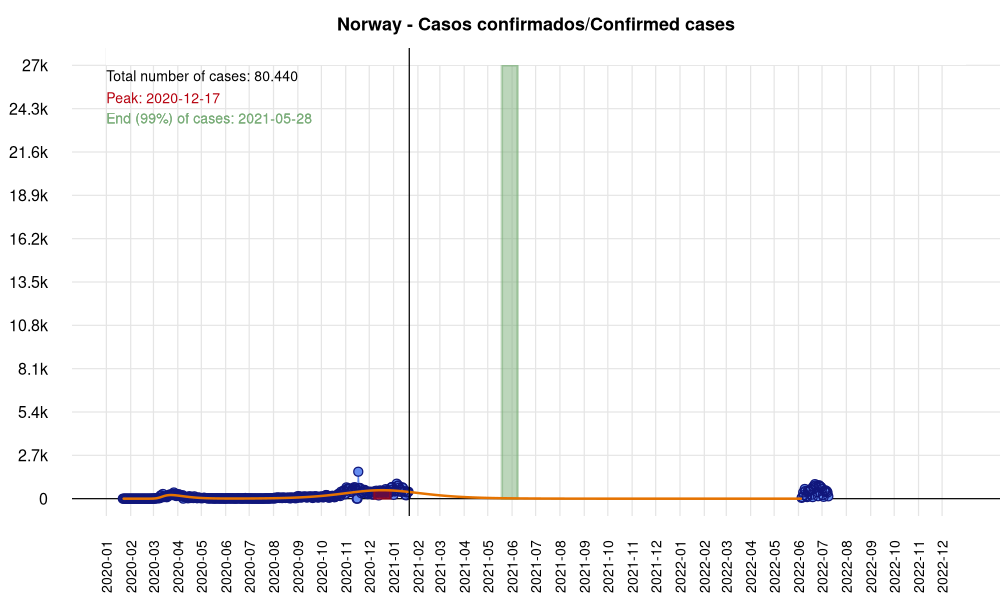 Norway - Casos confirmados/Confirmed cases
27k
24.3k
21.6k
18.9k
16.2k
13.5k
10.8k
8.1k
5.4k
2.7k
0
Total number of cases: 80.440
Peak: 2020-12-17
End (99%) of cases: 2021-05-28
2020-01
2020-02
2020-03
2020-04
2020-05
2020-06
2020-07
2020-08
2020-09
2020-10
2020-11
2020-12
2021-01
2021-02
2021-03
2021-04
2021-05
2021-06
2021-07
2021-08
2021-09
2021-10
2021-11
2021-12
2022-01
2022-02
2022-03
2022-04
2022-05
2022-06
2022-07
2022-08
2022-09
2022-10
2022-11
2022-12